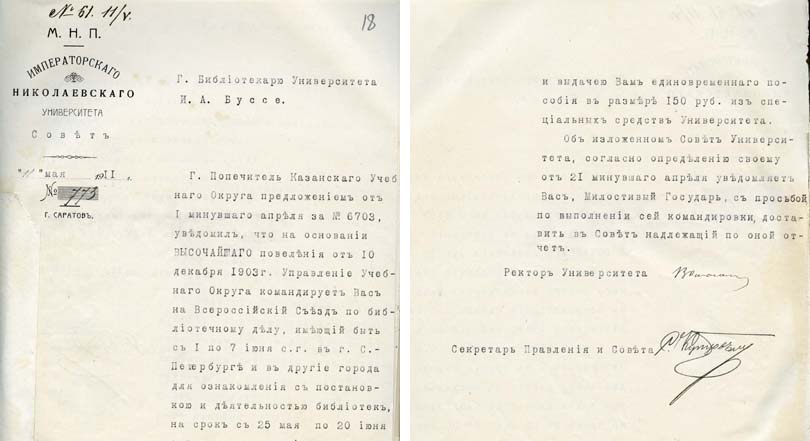 № 61. 11/V.
18
М. Н. П.
ИМПЕРАТОРСКАГО
НИКОЛАЕВСКАГО
УНИВЕРСИТЕТА
Совѣтъ
"11" мая 1911 г.
№ 773
Г. САРАТОВЪ.
Г. Библіотекарю Университета
И. А. Буссе.
Г. Попечитель Казанскаго Учеб
наго Округа предложеніемъ отъ
I минувшаго апрѣля за № 6703,
увѣдомилъ, что на основаніи
ВЫСОЧАЙШАГО повелѣнія отъ 10
декабря 1903г. Управленіе Учеб-
наго Округа командируетъ Васъ
на Всероссійскій Съѣздъ по биб-
ліотечному дѣлу, имѣющій быть
съ I по 7 іюня с.г. въ г. С.-
Петербургѣ и въ другіе города
для ознакомленія съ постанов-
кою и дѣятельностью библіотекъ,
на срокъ съ 25 мая по 20 іюня
и выдачею Вамъ единовременнаго по-
собія въ размѣрѣ 150 руб. изъ спе-
ціальныхъ средствъ Университета.
Объ изложенномъ Совѣтъ Универси-
тета, согласно опредѣленію своему
отъ 21 минувшаго апрѣля увѣдомляетъ
Васъ, Милостивый Государь, съ просьбой
по выполненіи сей командировки, доста-
вить въ Совѣтъ надлежащій по оной от-
четъ.
Ректоръ Университета
Секретарь Правленія и Совѣта